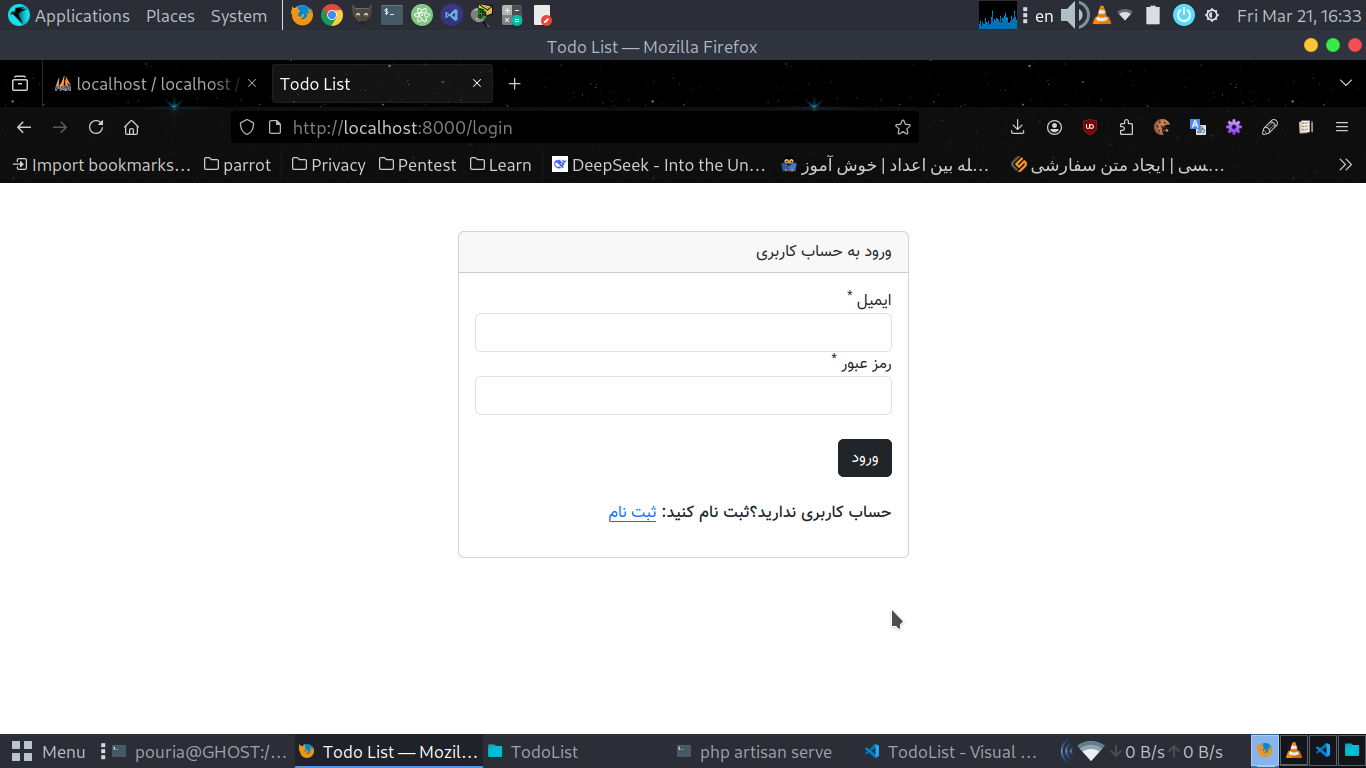 Applications Places System en Fri Mar 21, 16:33
Todo List — Mozilla Firefox
localhost / localhost / Todo List
http://localhost:8000/login
Import bookmarks... parrot Privacy Pentest Learn DeepSeek - Into the Un... ...له بین اعداد | خوش آموز ...سی | ایجاد متن سفارشی
ورود به حساب کاربری
ایمیل *
رمز عبور *
ورود
حساب کاربری ندارید؟ثبت نام کنید: ثبت نام
Menu pouria@GHOST:/... Todo List — Mozil... TodoList php artisan serve TodoList - Visual ... 0 B/s 0 B/s